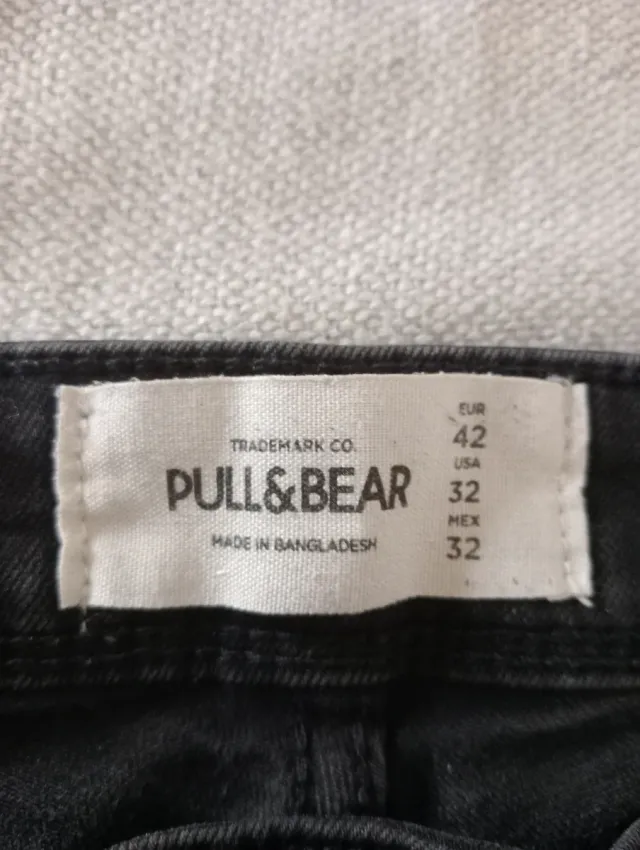 TRADEMARK CO.
PULL&BEAR
MADE IN BANGLADESH
EUR
42
USA
32
MEX
32